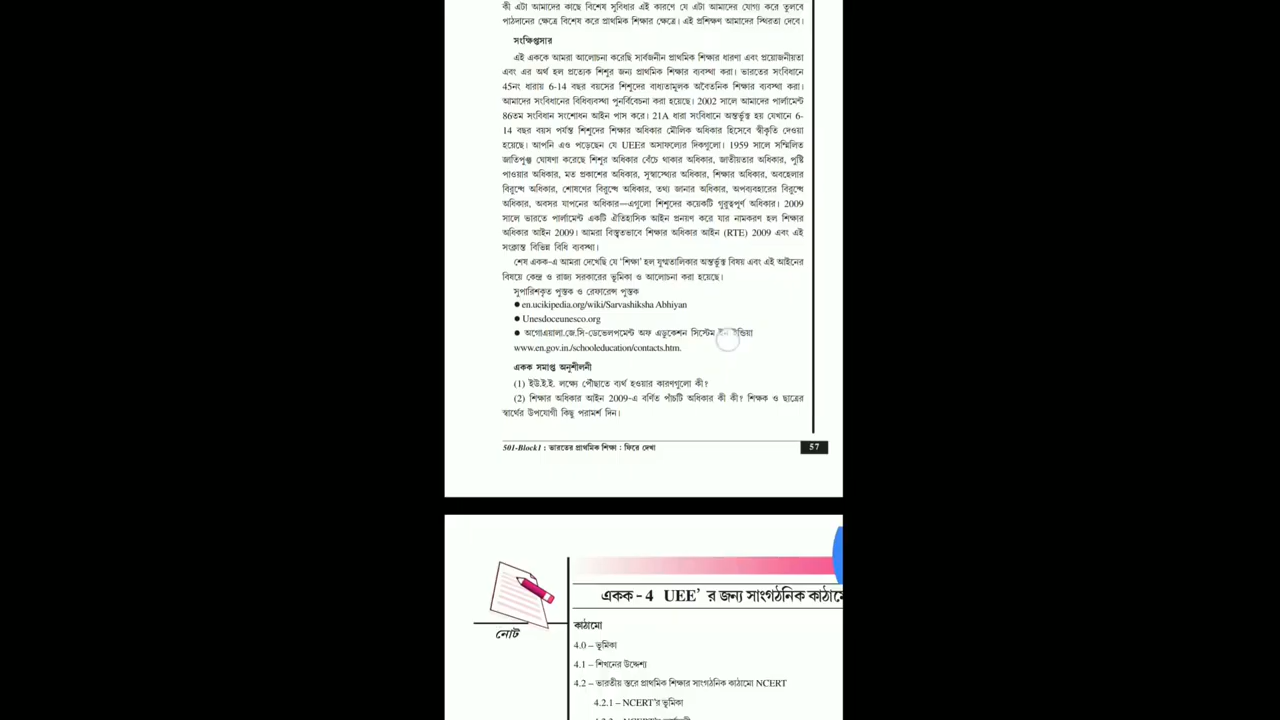 কী এটা আমাদের কাছে বিশেষ সুবিধার এই কারণে যে এটা আমাদের যোগ্য করে তুলবে
পাঠদানের ক্ষেত্রে বিশেষ করে প্রাথমিক শিক্ষার ক্ষেত্রে। এই প্রশিক্ষণ আমাদের স্থিরতা দেবে।
সংক্ষিপ্তসার
এই এককে আমরা আলোচনা করেছি সার্বজনীন প্রাথমিক শিক্ষার ধারণা এবং প্রয়োজনীয়তা
এবং এর অর্থ হল প্রত্যেক শিশুর জন্য প্রাথমিক শিক্ষার ব্যবস্থা করা। ভারতের সংবিধানে
45নং ধারায় 6-14 বছর বয়সের শিশুদের বাধ্যতামূলক অবৈতনিক শিক্ষার ব্যবস্থা করা।
আমাদের সংবিধানের বিধিব্যবস্থা পুনর্বিবেচনা করা হয়েছে। 2002 সালে আমাদের পার্লামেন্ট
86তম সংবিধান সংশোধন আইন পাস করে। 21A ধারা সংবিধানে অন্তর্ভুক্ত হয় যেখানে 6-
14 বছর বয়স পর্যন্ত শিশুদের শিক্ষার অধিকার মৌলিক অধিকার হিসেবে স্বীকৃতি দেওয়া
হয়েছে। আপনি এও পড়েছেন যে UEEর অসাফল্যের দিকগুলো। 1959 সালে সম্মিলিত
জাতিপুঞ্জ ঘোষণা করেছে শিশুর অধিকার বেঁচে থাকার অধিকার, জাতীয়তার অধিকার, পুষ্টি
পাওয়ার অধিকার, মত প্রকাশের অধিকার, সুস্বাস্থ্যের অধিকার, শিক্ষার অধিকার, অবহেলার
বিরুদ্ধে অধিকার, শোষণের বিরুদ্ধে অধিকার, তথ্য জানার অধিকার, অপব্যবহারের বিরুদ্ধে
অধিকার, অবসর যাপনের অধিকার—এগুলো শিশুদের কয়েকটি গুরুত্বপূর্ণ অধিকার। 2009
সালে ভারতে পার্লামেন্ট একটি ঐতিহাসিক আইন প্রনয়ণ করে যার নামকরণ হল শিক্ষার
অধিকার আইন 2009। আমরা বিস্তৃতভাবে শিক্ষার অধিকার আইন (RTE) 2009 এবং এই
সংক্রান্ত বিভিন্ন বিধি ব্যবস্থা।
শেষ একক-এ আমরা দেখেছি যে 'শিক্ষা' হল যুগ্মতালিকার অন্তর্ভুক্ত বিষয় এবং এই আইনের
বিষয়ে কেন্দ্র ও রাজ্য সরকারের ভূমিকা ও আলোচনা করা হয়েছে।
সুপারিশকৃত পুস্তক ও রেফারেন্স পুস্তক
● en.ucikipedia.org/wiki/Sarvashiksha Abhiyan
● Unesdoceunesco.org
● অগোএয়ালা.জে.সি-ডেভেলপমেন্ট অফ এডুকেশন সিস্টেম ইন ইন্ডিয়া
www.en.gov.in./schooleducation/contacts.htm.
একক সমাপ্ত অনুশীলনী
(1) ইউ.ই.ই. লক্ষ্যে পৌঁছাতে ব্যর্থ হওয়ার কারণগুলো কী?
(2) শিক্ষার অধিকার আইন 2009-এ বর্ণিত পাঁচটি অধিকার কী কী? শিক্ষক ও ছাত্রের
স্বার্থের উপযোগী কিছু পরামর্শ দিন।
501-Block1 : ভারতের প্রাথমিক শিক্ষা : ফিরে দেখা
57
একক - 4 UEE' র জন্য সাংগঠনিক কাঠামো
নোট
কাঠামো
4.0 – ভূমিকা
4.1 – শিখনের উদ্দেশ্য
4.2 – ভারতীয় স্তরে প্রাথমিক শিক্ষার সাংগঠনিক কাঠামো NCERT
4.2.1 – NCERT'র ভূমিকা